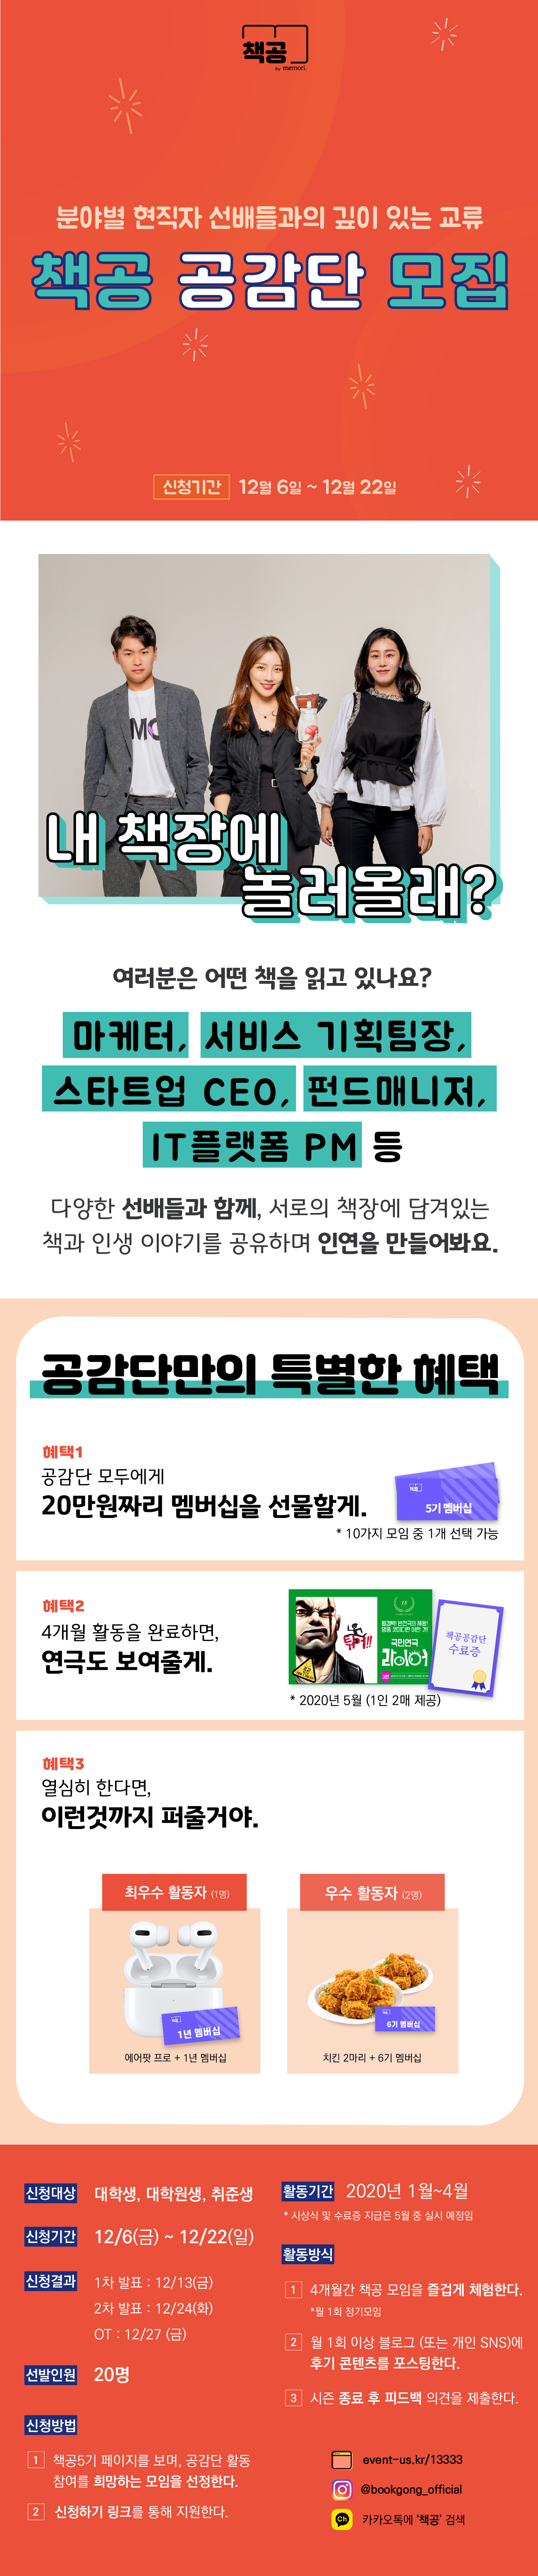 책공
by memori.
분야별 현직자 선배들과의 깊이 있는 교류
책공 공감단 모집
신청기간 12월 6일 ~ 12월 22일
내 책장에
놀러올래?
여러분은 어떤 책을 읽고 있나요?
마케터, 서비스 기획팀장,
스타트업 CEO, 펀드매니저,
IT플랫폼 PM 등
다양한 선배들과 함께, 서로의 책장에 담겨있는
책과 인생 이야기를 공유하며 인연을 만들어봐요.
공감단만의 특별한 혜택
혜택1
공감단 모두에게
20만원짜리 멤버십을 선물할게.
책공
5기 멤버십
* 10가지 모임 중 1개 선택 가능
혜택2
4개월 활동을 완료하면,
연극도 보여줄게.
튀어!!
국민연극
라이어
책공공감단
수료증
* 2020년 5월 (1인 2매 제공)
혜택3
열심히 한다면,
이런것까지 퍼줄거야.
최우수 활동자 (1명)
1년 멤버십
에어팟 프로 + 1년 멤버십
우수 활동자 (2명)
6기 멤버십
치킨 2마리 + 6기 멤버십
신청대상 대학생, 대학원생, 취준생
신청기간 12/6(금) ~ 12/22(일)
신청결과 1차 발표 : 12/13(금)
2차 발표 : 12/24(화)
OT : 12/27 (금)
선발인원 20명
신청방법
1 책공5기 페이지를 보며, 공감단 활동
참여를 희망하는 모임을 선정한다.
2 신청하기 링크를 통해 지원한다.
활동기간 2020년 1월~4월
* 시상식 및 수료증 지급은 5월 중 실시 예정임
활동방식
1 4개월간 책공 모임을 즐겁게 체험한다.
*월 1회 정기모임
2 월 1회 이상 블로그 (또는 개인 SNS)에
후기 콘텐츠를 포스팅한다.
3 시즌 종료 후 피드백 의견을 제출한다.
event-us.kr/13333
@bookgong_official
Ch 카카오톡에 '책공' 검색